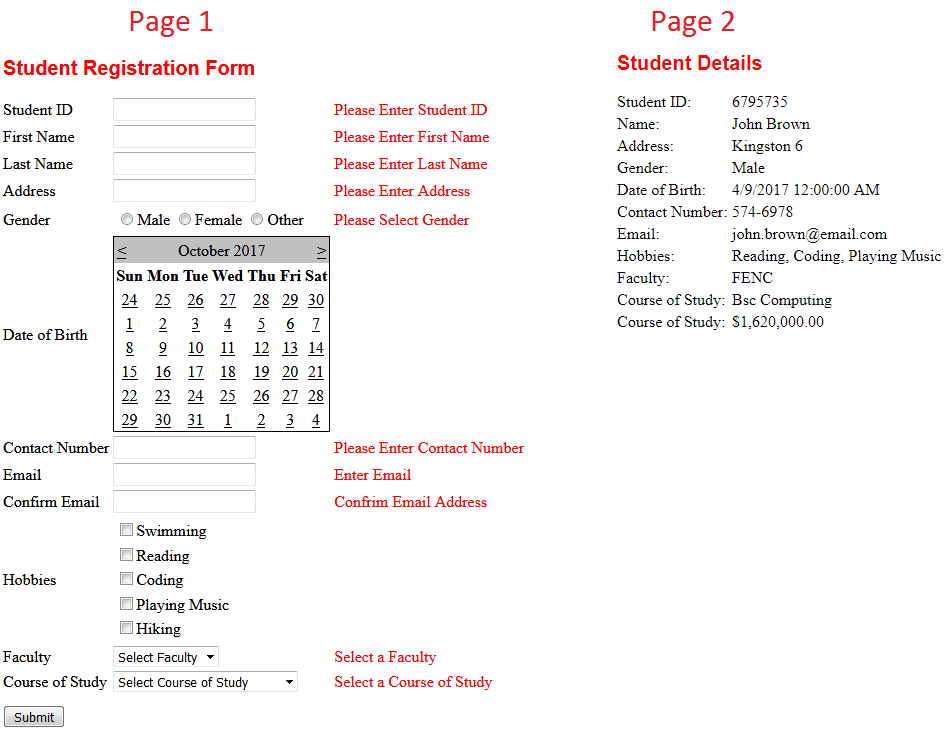 Page 1
Student Registration Form
Student ID Please Enter Student ID
First Name Please Enter First Name
Last Name Please Enter Last Name
Address Please Enter Address
Gender Male Female Other Please Select Gender
< October 2017 >
Sun Mon Tue Wed Thu Fri Sat
24 25 26 27 28 29 30
1 2 3 4 5 6 7
Date of Birth
8 9 10 11 12 13 14
15 16 17 18 19 20 21
22 23 24 25 26 27 28
29 30 31 1 2 3 4
Contact Number Please Enter Contact Number
Email Enter Email
Confirm Email Confrim Email Address
Hobbies
Swimming
Reading
Coding
Playing Music
Hiking
Faculty Select Faculty Select a Faculty
Course of Study Select Course of Study Select a Course of Study
Submit
Page 2
Student Details
Student ID: 6795735
Name: John Brown
Address: Kingston 6
Gender: Male
Date of Birth: 4/9/2017 12:00:00 AM
Contact Number: 574-6978
Email: john.brown@email.com
Hobbies: Reading, Coding, Playing Music
Faculty: FENC
Course of Study: Bsc Computing
Course of Study: $1,620,000.00